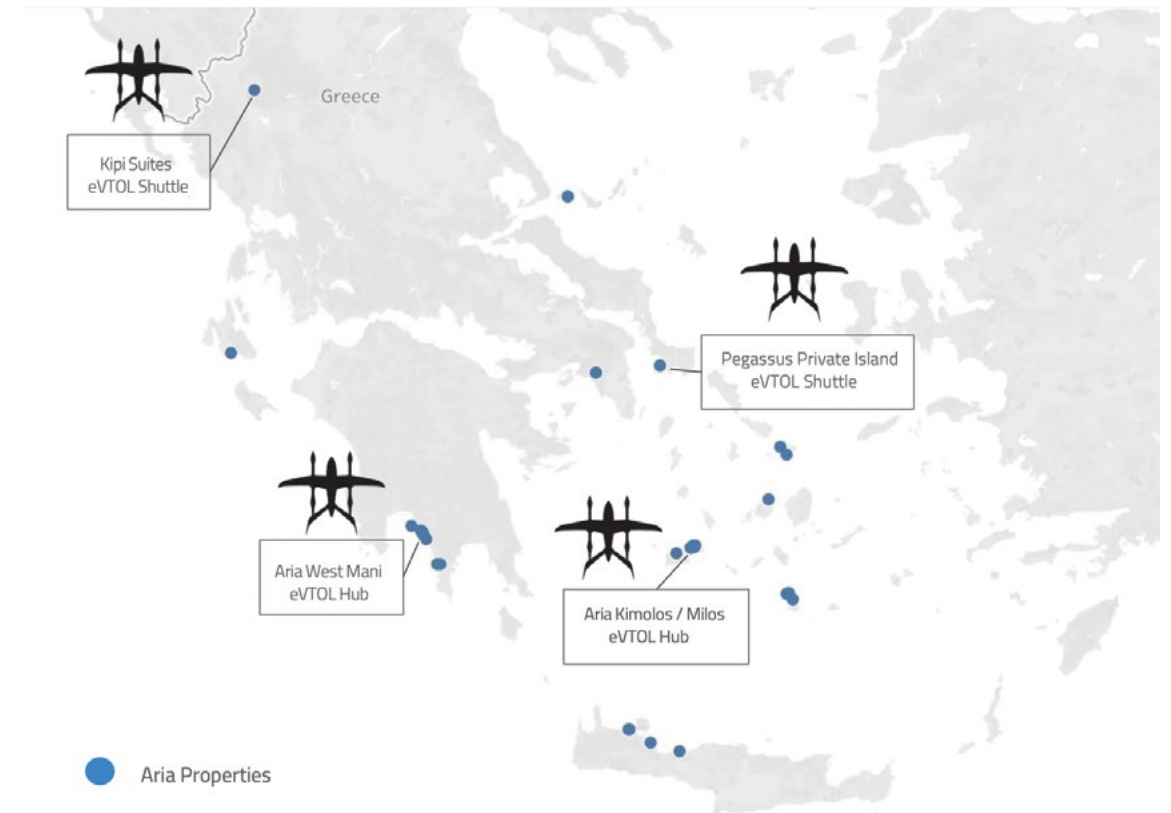 Greece
Kipi Suites
eVTOL Shuttle
Pegassus Private Island
eVTOL Shuttle
Aria West Mani
eVTOL Hub
Aria Kimolos / Milos
eVTOL Hub
Aria Properties